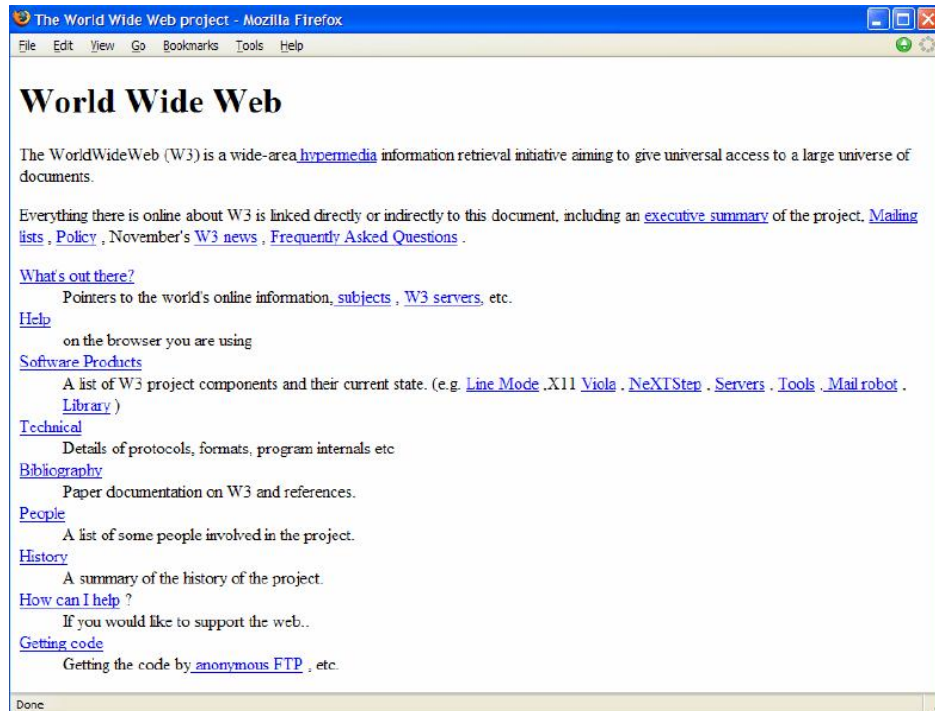 The World Wide Web project - Mozilla Firefox
File Edit View Go Bookmarks Tools Help
World Wide Web
The WorldWideWeb (W3) is a wide-area hypermedia information retrieval initiative aiming to give universal access to a large universe of
documents.
Everything there is online about W3 is linked directly or indirectly to this document, including an executive summary of the project, Mailing
lists , Policy , November's W3 news , Frequently Asked Questions .
What's out there?
Pointers to the world's online information, subjects , W3 servers, etc.
Help
on the browser you are using
Software Products
A list of W3 project components and their current state. (e.g. Line Mode ,X11 Viola , NeXTStep , Servers , Tools , Mail robot ,
Library )
Technical
Details of protocols, formats, program internals etc
Bibliography
Paper documentation on W3 and references.
People
A list of some people involved in the project.
History
A summary of the history of the project.
How can I help ?
If you would like to support the web..
Getting code
Getting the code by anonymous FTP , etc.
Done